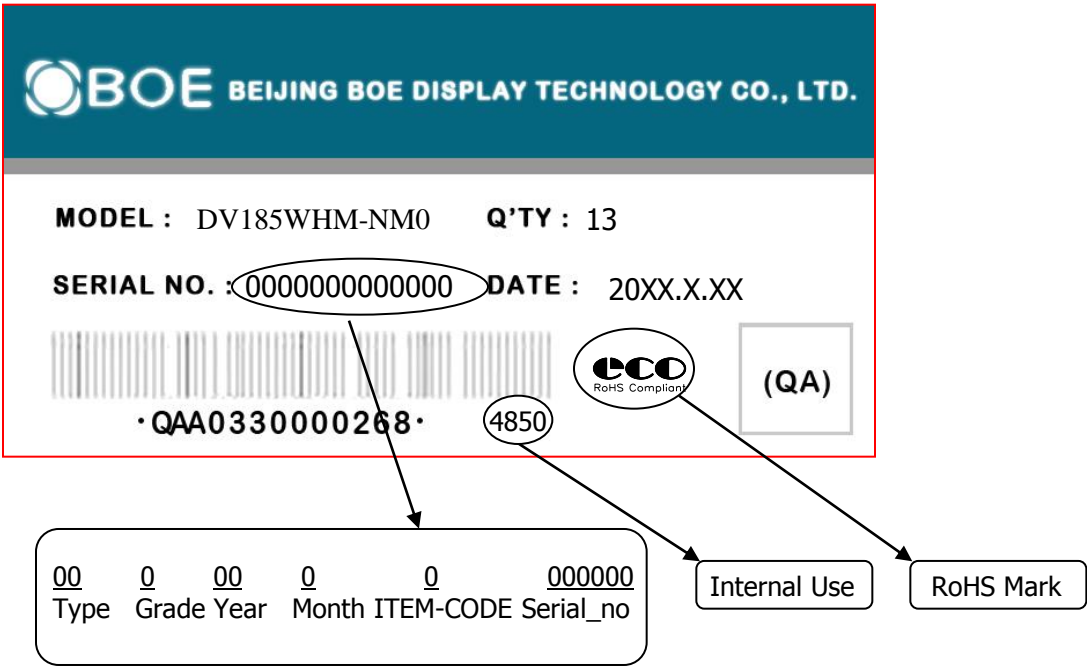 BOE BEIJING BOE DISPLAY TECHNOLOGY CO., LTD.
MODEL : DV185WHM-NM0 Q'TY : 13
SERIAL NO. : 0000000000000 DATE : 20XX.X.XX
eco
RoHS Compliant
(QA)
·QAA0330000268· 4850
00 0 00 0 0 000000
Type Grade Year Month ITEM-CODE Serial_no
Internal Use
RoHS Mark